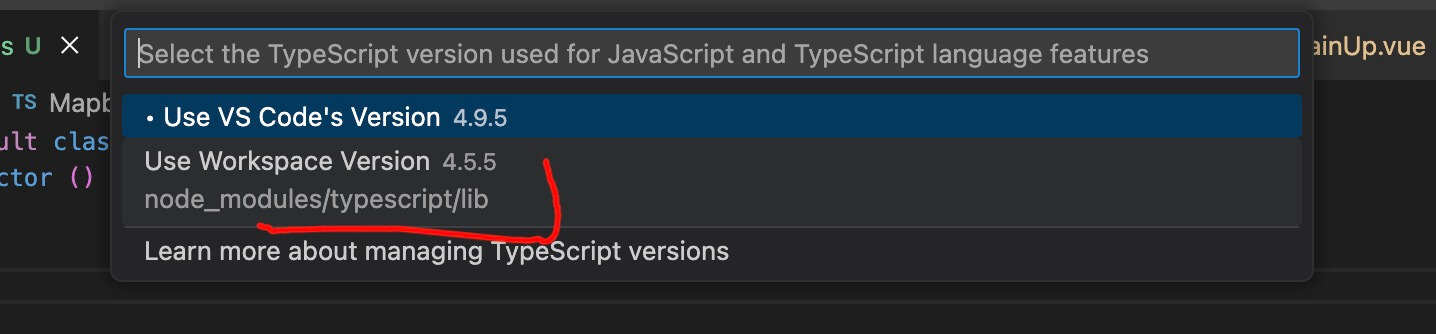 s U
Select the TypeScript version used for JavaScript and TypeScript language features
ainUp.vue
TS Mapb
• Use VS Code's Version 4.9.5
ult clas
Use Workspace Version 4.5.5
ctor ()
node_modules/typescript/lib
Learn more about managing TypeScript versions